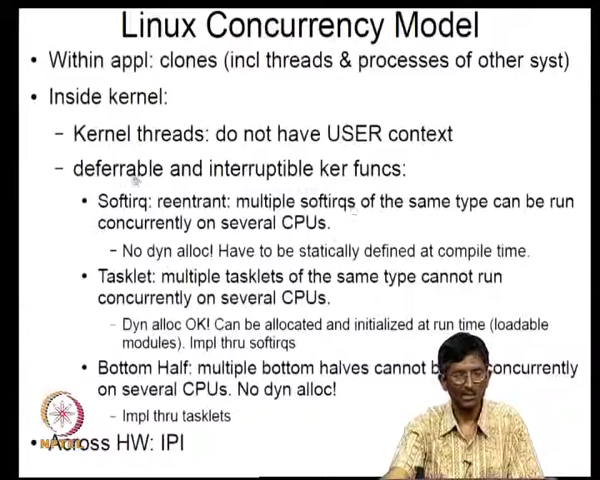 Linux Concurrency Model
• Within appl: clones (incl threads & processes of other syst)
• Inside kernel:
– Kernel threads: do not have USER context
– deferrable and interruptible ker funcs:
• Softirq: reentrant: multiple softirqs of the same type can be run
concurrently on several CPUs.
– No dyn alloc! Have to be statically defined at compile time.
• Tasklet: multiple tasklets of the same type cannot run
concurrently on several CPUs.
– Dyn alloc OK! Can be allocated and initialized at run time (loadable
modules). Impl thru softirqs
• Bottom Half: multiple bottom halves cannot concurrently
on several CPUs. No dyn alloc!
– Impl thru tasklets
• Across HW: IPI
NPTEL